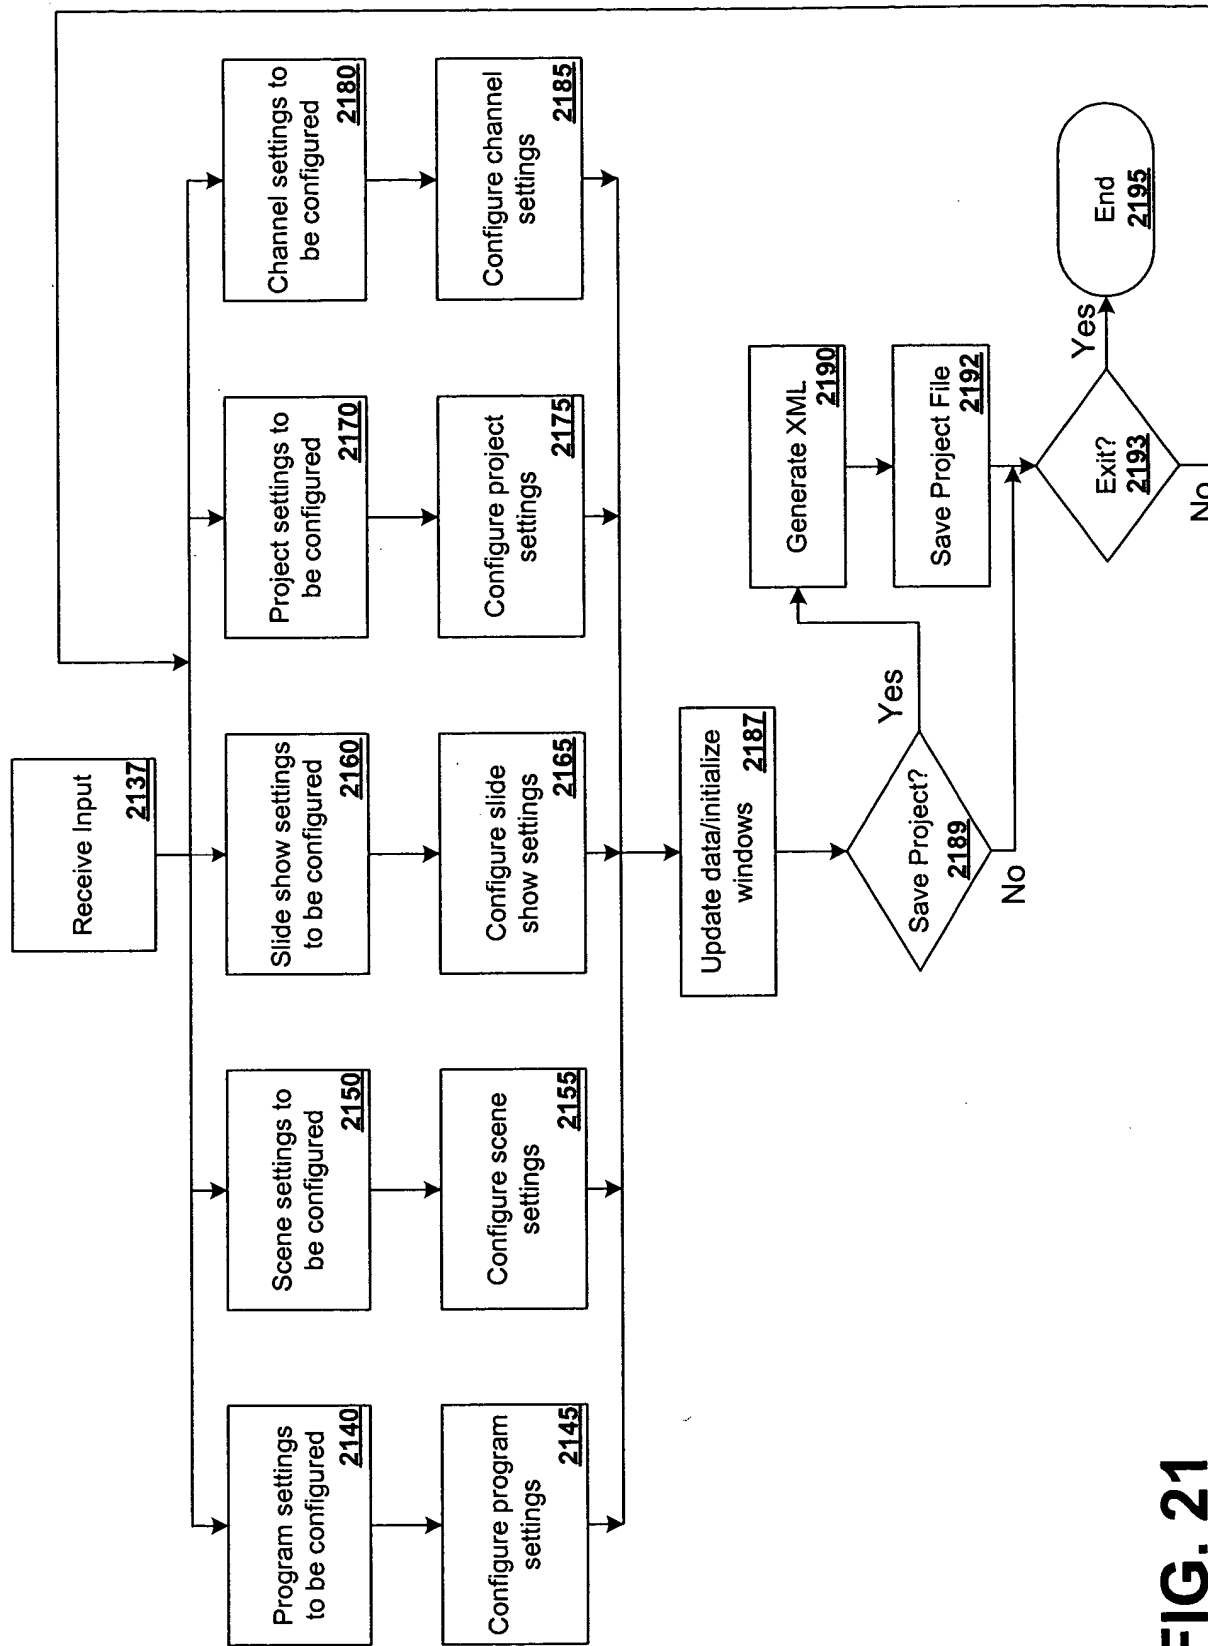 Receive Input
2137
Program settings
to be configured
2140
Scene settings to
be configured
2150
Slide show settings
to be configured
2160
Project settings to
be configured
2170
Channel settings to
be configured
2180
Configure program
settings
2145
Configure scene
settings
2155
Configure slide
show settings
2165
Configure project
settings
2175
Configure channel
settings
2185
Update data/initialize
windows
2187
Save Project?
2189
Yes
No
Generate XML
2190
Save Project File
2192
Exit?
2193
Yes
No
End
2195
FIG. 21